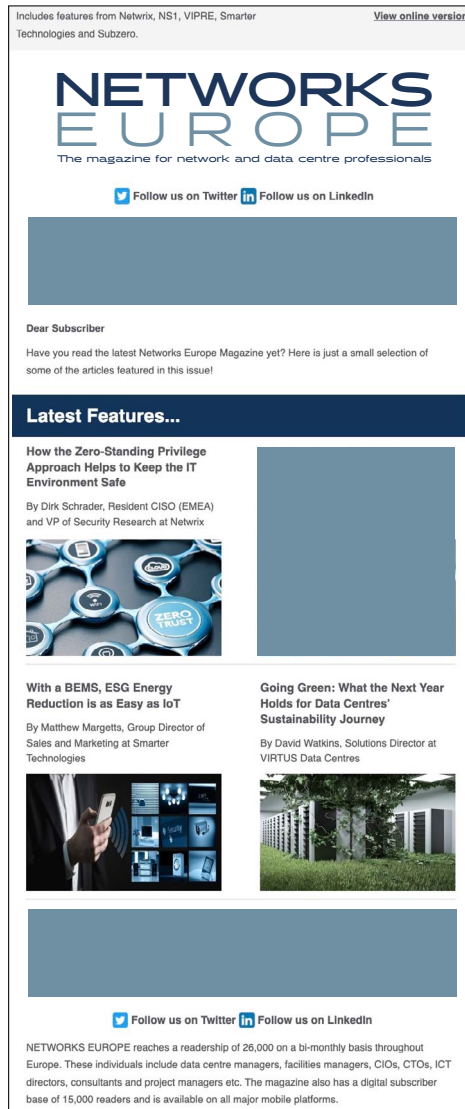 Includes features from Netwrix, NS1, VIPRE, Smarter
Technologies and Subzero.
View online version
NETWORKS
EUROPE
The magazine for network and data centre professionals
Follow us on Twitter in Follow us on LinkedIn
Dear Subscriber
Have you read the latest Networks Europe Magazine yet? Here is just a small selection of
some of the articles featured in this issue!
Latest Features...
How the Zero-Standing Privilege
Approach Helps to Keep the IT
Environment Safe
By Dirk Schrader, Resident CISO (EMEA)
and VP of Security Research at Netwrix
CLOUD
WiFi
ZERO
TRUST
With a BEMS, ESG Energy
Reduction is as Easy as IoT
By Matthew Margetts, Group Director of
Sales and Marketing at Smarter
Technologies
Security
Going Green: What the Next Year
Holds for Data Centres'
Sustainability Journey
By David Watkins, Solutions Director at
VIRTUS Data Centres
Follow us on Twitter in Follow us on LinkedIn
NETWORKS EUROPE reaches a readership of 26,000 on a bi-monthly basis throughout
Europe. These individuals include data centre managers, facilities managers, CIOs, CTOs, ICT
directors, consultants and project managers etc. The magazine also has a digital subscriber
base of 15,000 readers and is available on all major mobile platforms.